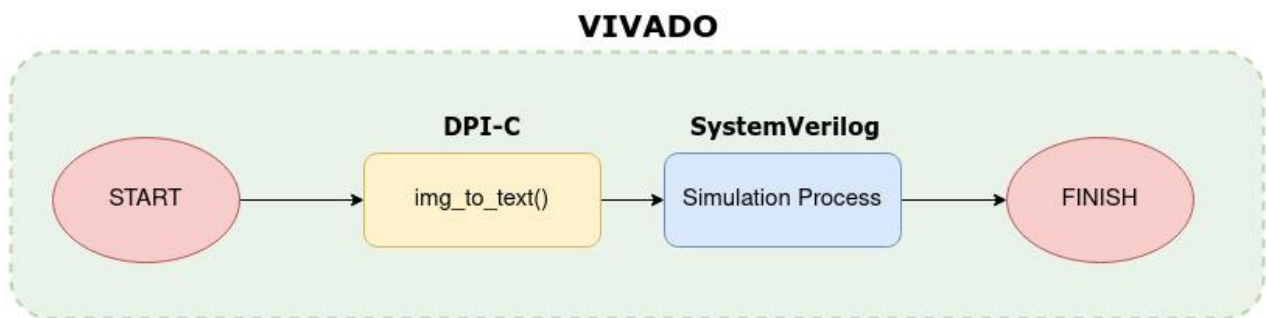 VIVADO
DPI-C
SystemVerilog
START
img_to_text()
Simulation Process
FINISH